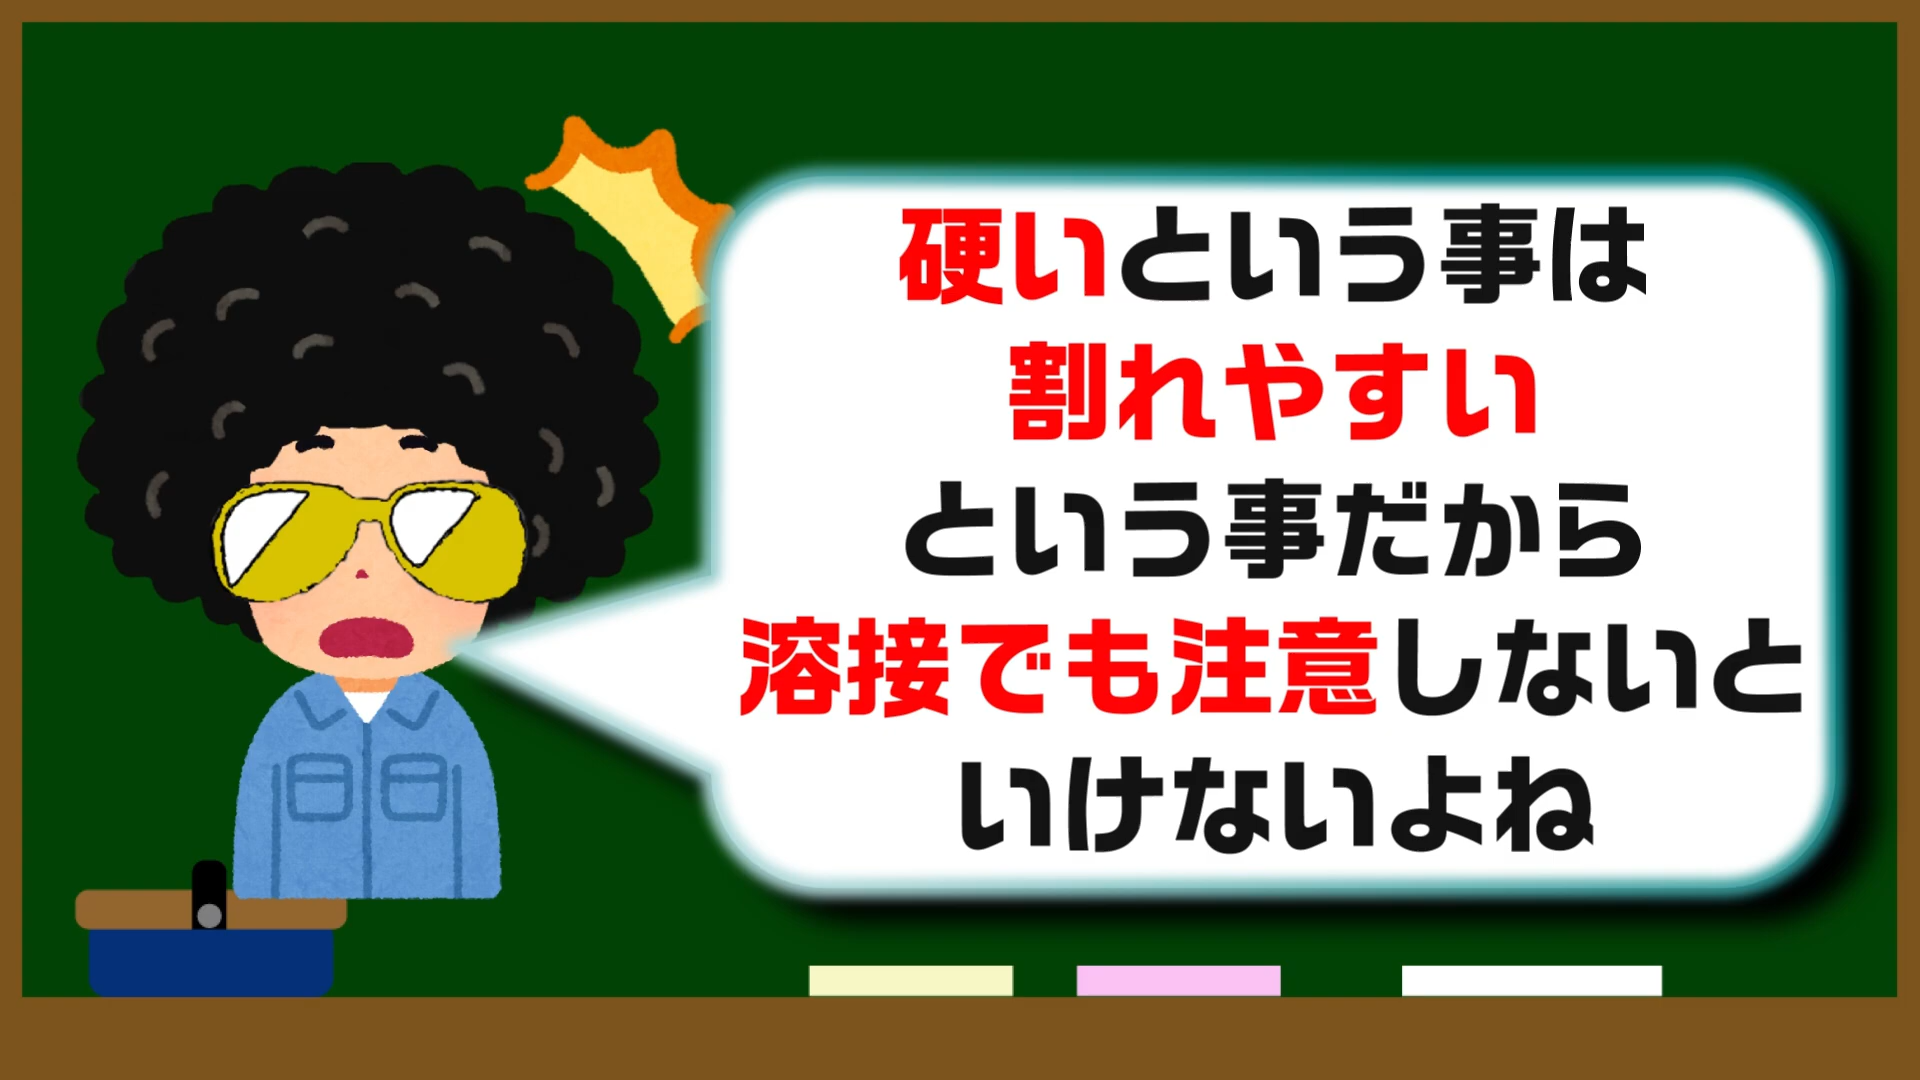 硬いという事は
割れやすい
という事だから
溶接でも注意しないと
いけないよね